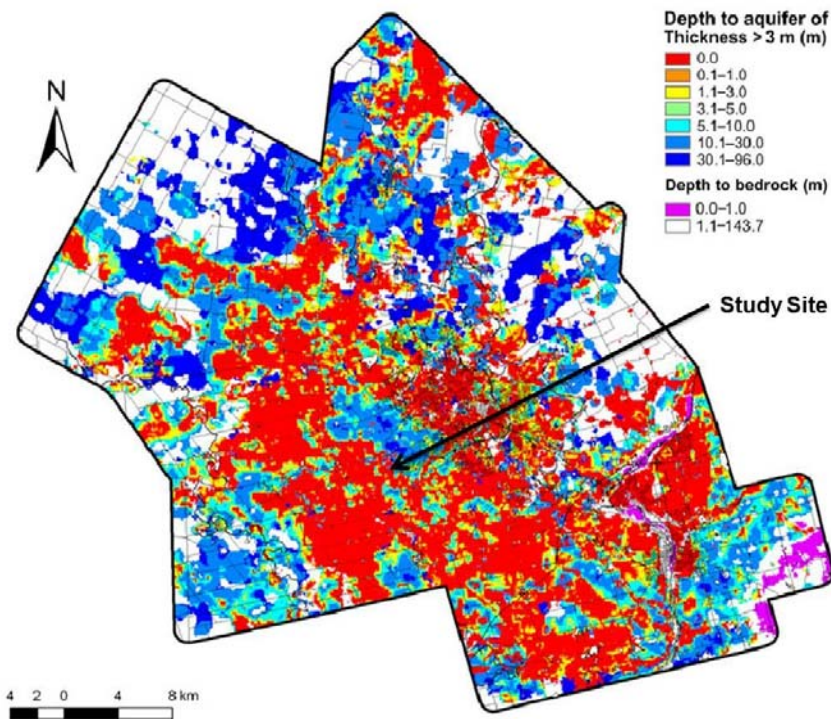 Depth to aquifer of
Thickness > 3 m (m)
0.0
0.1–1.0
1.1–3.0
3.1–5.0
5.1–10.0
10.1–30.0
30.1–96.0
Depth to bedrock (m)
0.0–1.0
1.1–143.7
N
Study Site
4 2 0 4 8 km